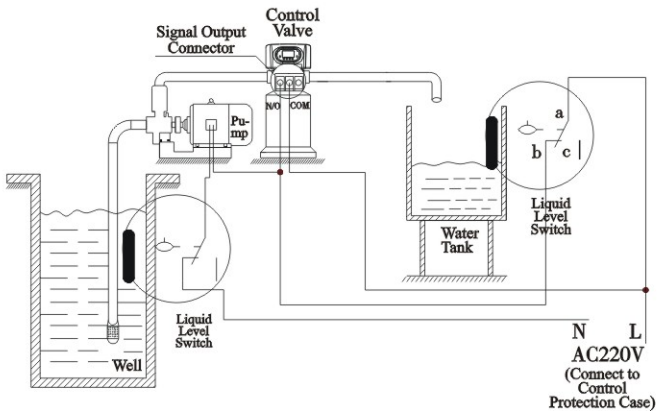 Control
Valve
Signal Output
Connector
N/O COM
Pu-
mp
a
b c
Liquid
Level
Switch
Water
Tank
Liquid
Level
Switch
Well
N L
AC220V
(Connect to
Control
Protection Case)